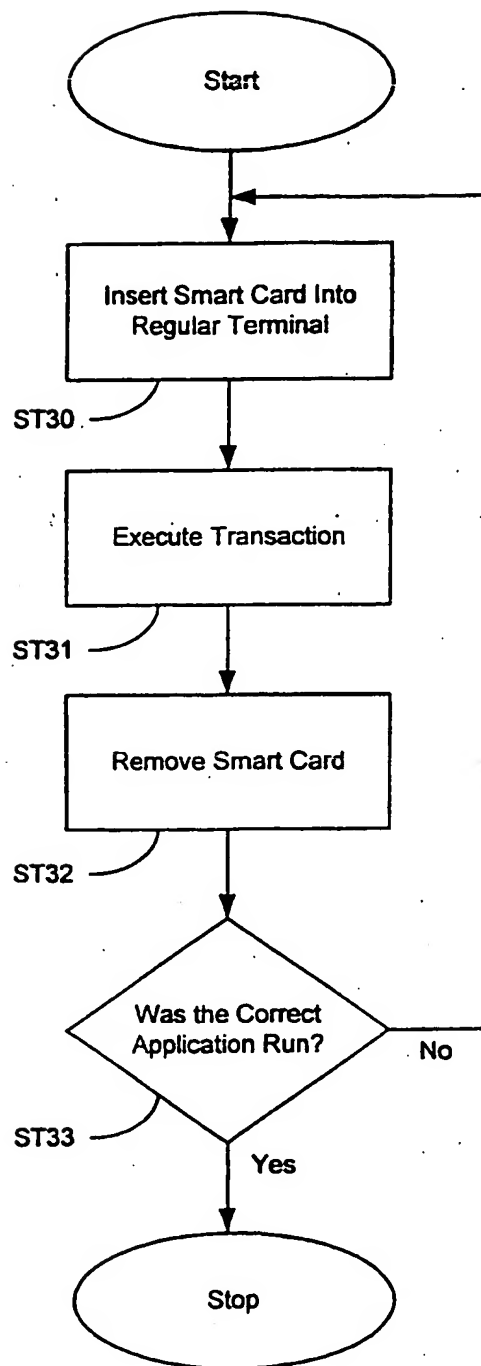 Start
Insert Smart Card Into
Regular Terminal
ST30
Execute Transaction
ST31
Remove Smart Card
ST32
Was the Correct
Application Run?
No
ST33
Yes
Stop